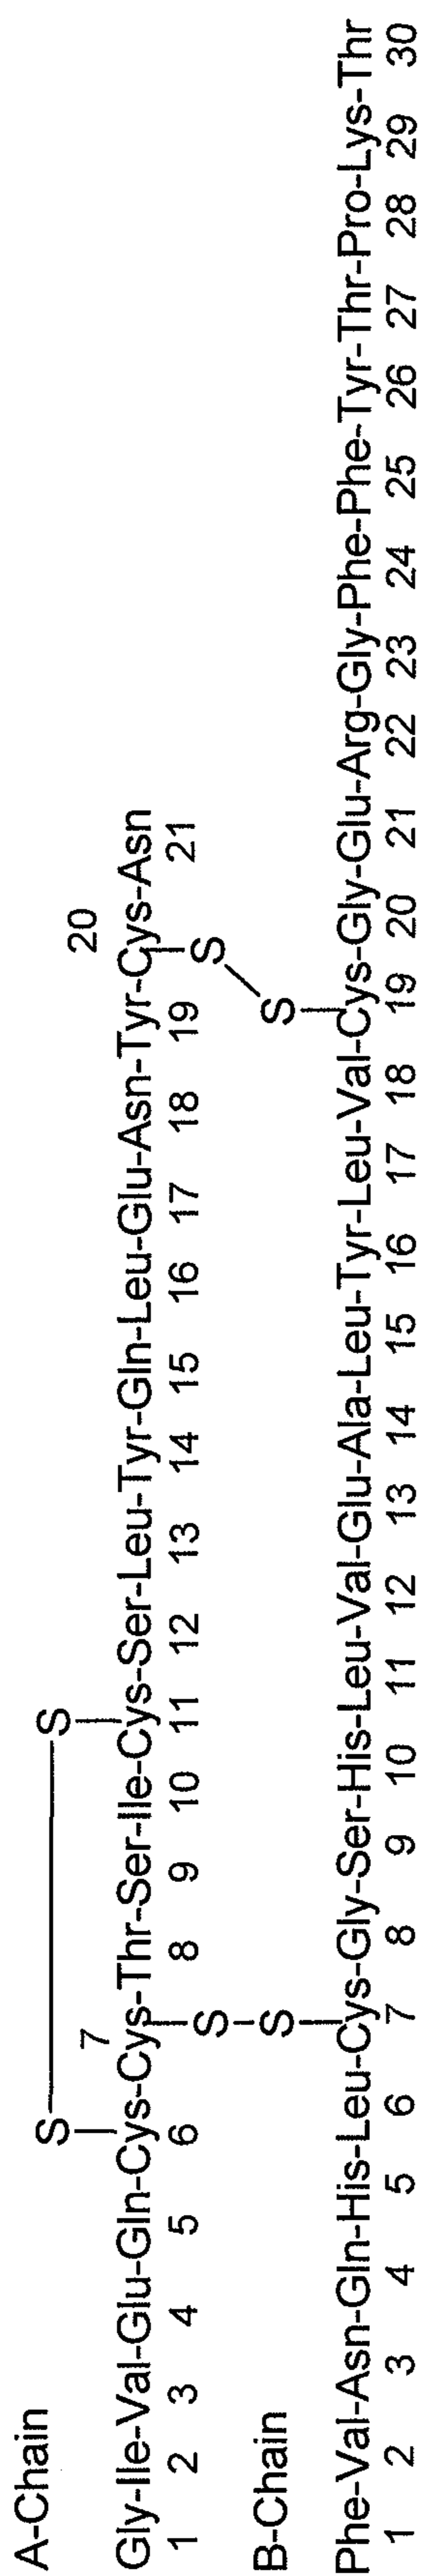 A-Chain
S S
7 20
Gly-Ile-Val-Glu-Gln-Cys-Cys-Thr-Ser-Ile-Cys-Ser-Leu-Tyr-Gln-Leu-Glu-Asn-Tyr-Cys-Asn
1 2 3 4 5 6 8 9 10 11 12 13 14 15 16 17 18 19 21
S S
S S
B-Chain
Phe-Val-Asn-Gln-His-Leu-Cys-Gly-Ser-His-Leu-Val-Glu-Ala-Leu-Tyr-Leu-Val-Cys-Gly-Glu-Arg-Gly-Phe-Phe-Tyr-Thr-Pro-Lys-Thr
1 2 3 4 5 6 7 8 9 10 11 12 13 14 15 16 17 18 19 20 21 22 23 24 25 26 27 28 29 30